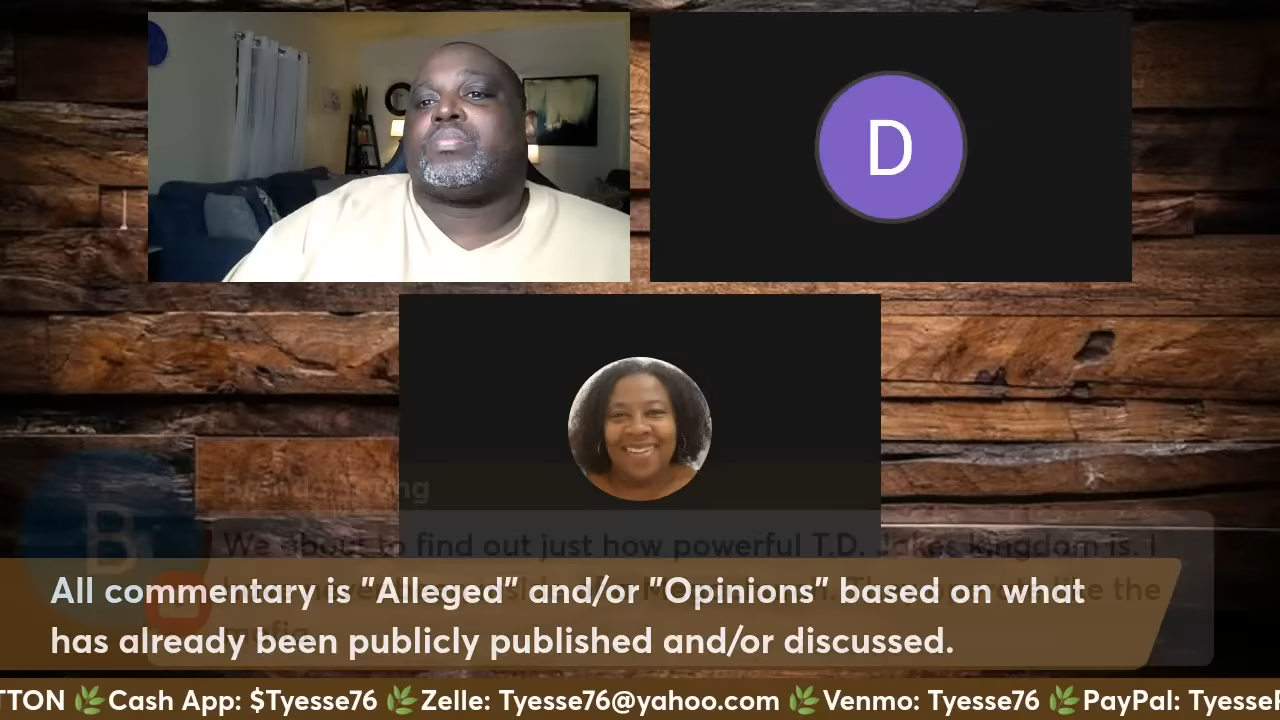 D
B
We about to find out just how powerful T.D. Jakes kingdom is. I
the
All commentary is "Alleged" and/or "Opinions" based on what
has already been publicly published and/or discussed.
TTON 🌿Cash App: $Tyesse76 🌿Zelle: Tyesse76@yahoo.com 🌿Venmo: Tyesse76 🌿PayPal: Tyesse